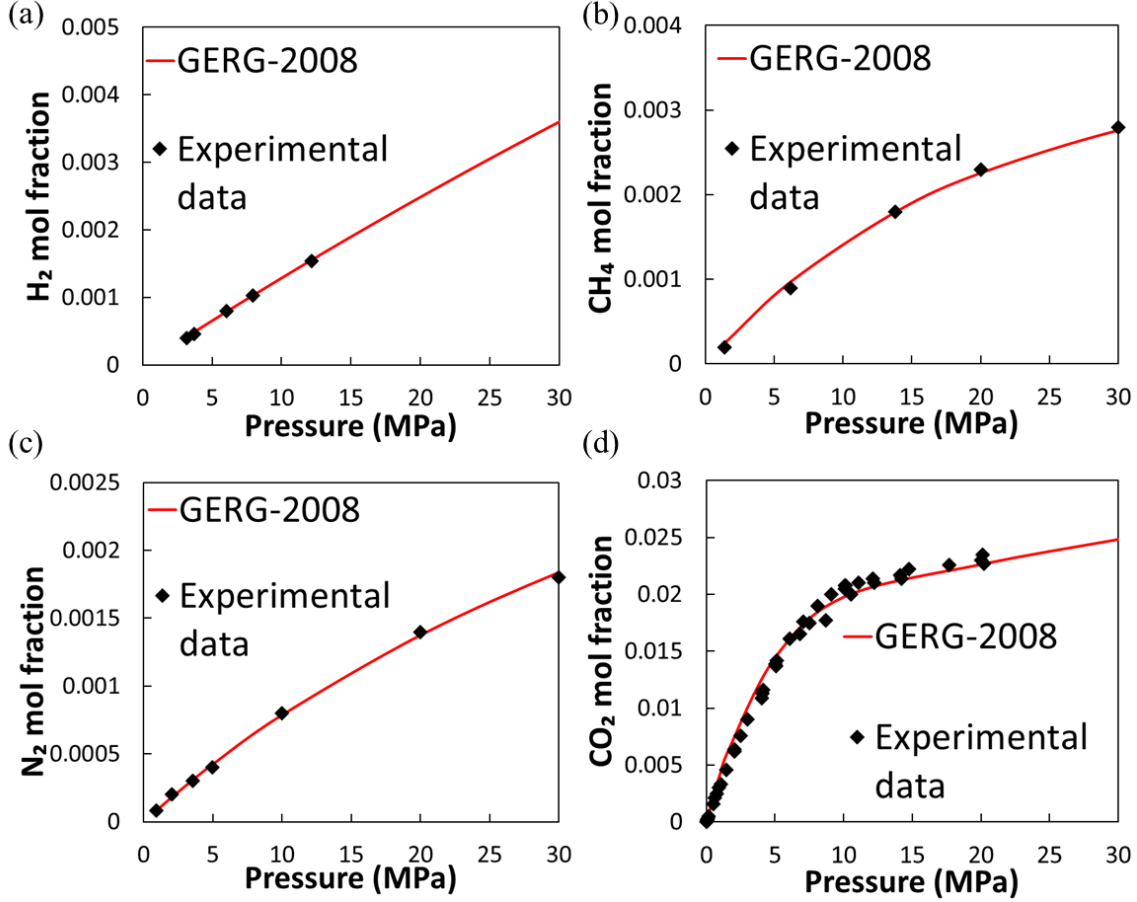 (a)
0.005
0.004
0.003
0.002
0.001
0
H₂ mol fraction
GERG-2008
Experimental
data
0 5 10 15 20 25 30
Pressure (MPa)
(b)
0.004
0.003
0.002
0.001
0
CH₄ mol fraction
GERG-2008
Experimental
data
0 5 10 15 20 25 30
Pressure (MPa)
(c)
0.0025
0.002
0.0015
0.001
0.0005
0
N₂ mol fraction
GERG-2008
Experimental
data
0 5 10 15 20 25 30
Pressure (MPa)
(d)
0.03
0.025
0.02
0.015
0.01
0.005
0
CO₂ mol fraction
GERG-2008
Experimental
data
0 5 10 15 20 25 30
Pressure (MPa)